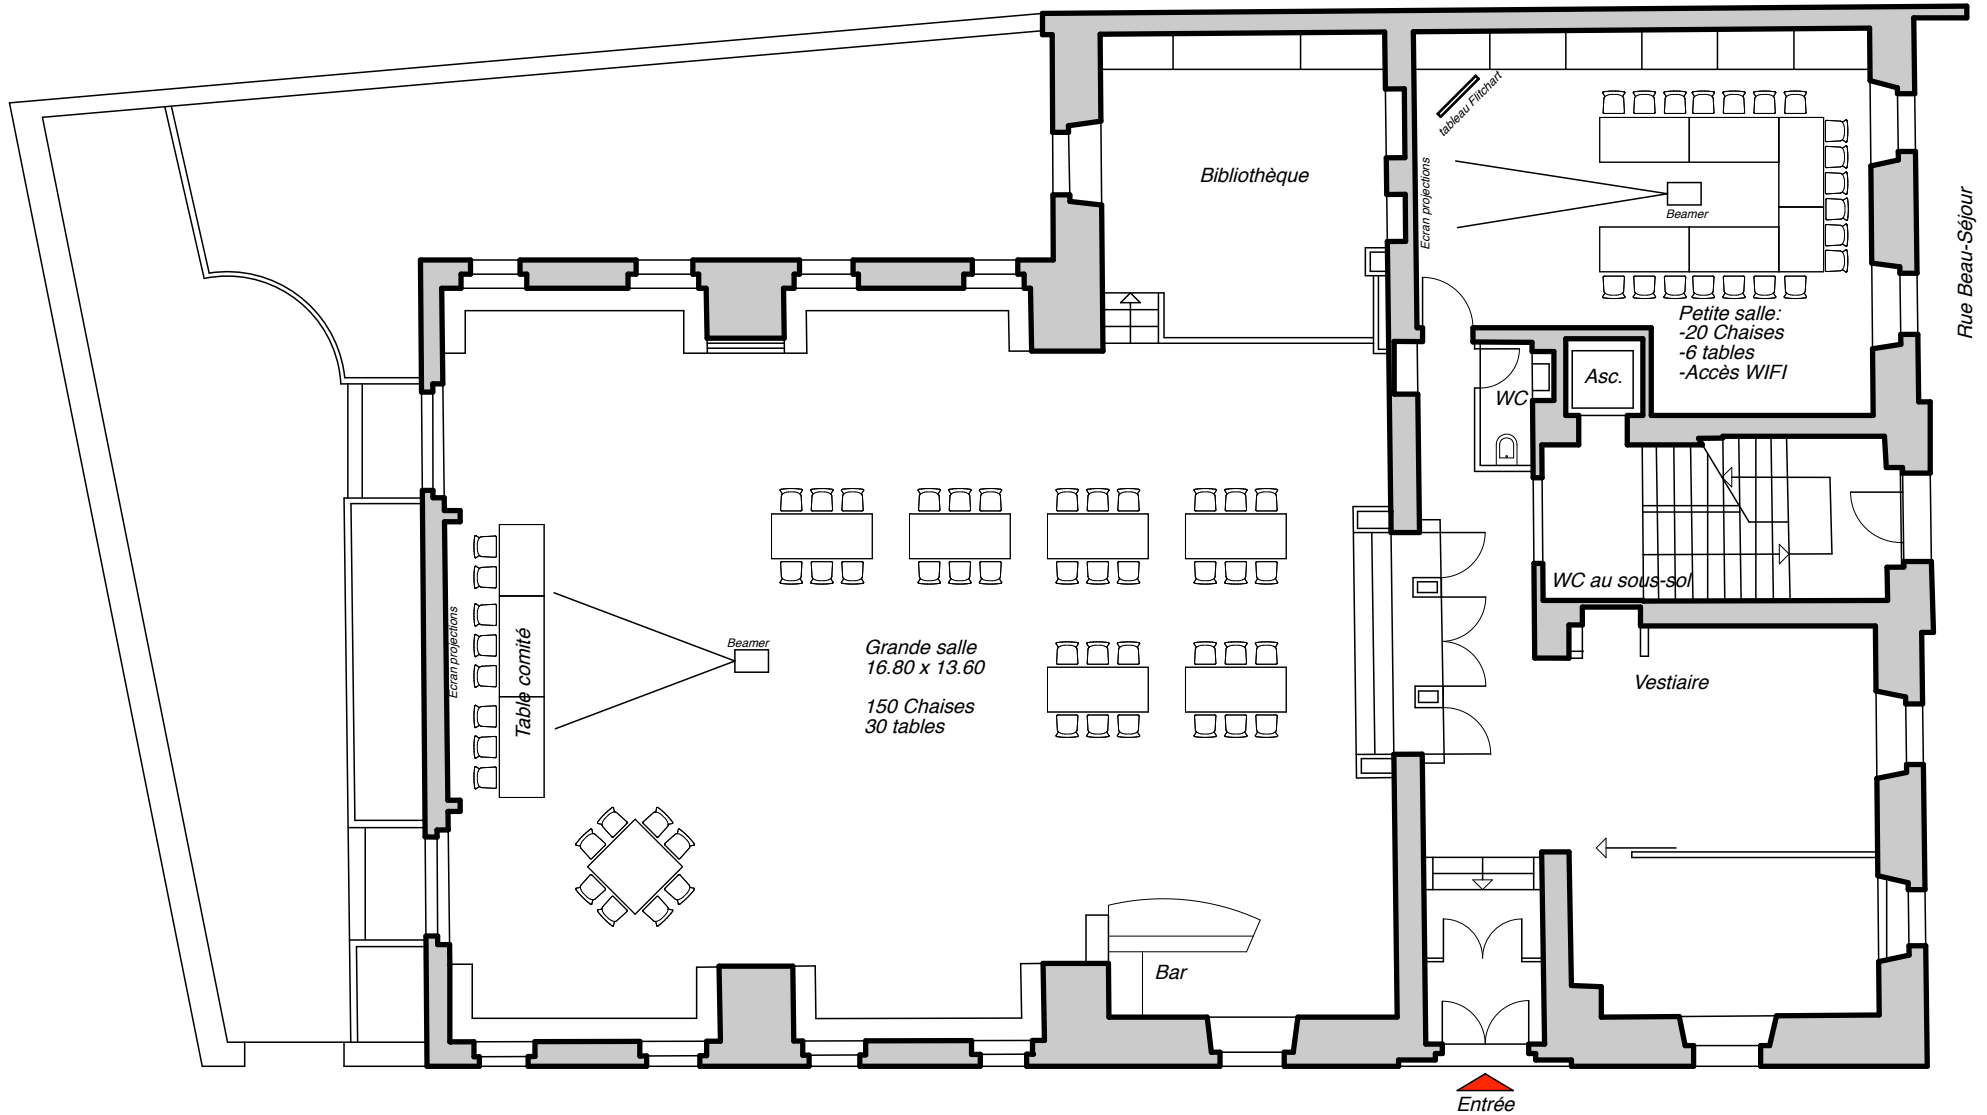 tableau Flitchart
Bibliothèque
Ecran projections
Beamer
Rue Beau-Séjour
Petite salle:
-20 Chaises
-6 tables
-Accès WIFI
Asc.
WC
WC au sous-sol
Ecran projections
Table comité
Beamer
Grande salle
16.80 x 13.60
150 Chaises
30 tables
Vestiaire
Bar
Entrée